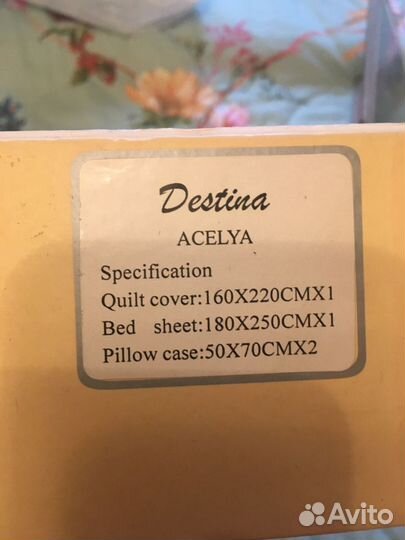 Destina
ACELYA
Specification
Quilt cover:160X220CMX1
Bed sheet:180X250CMX1
Pillow case:50X70CMX2
Avito